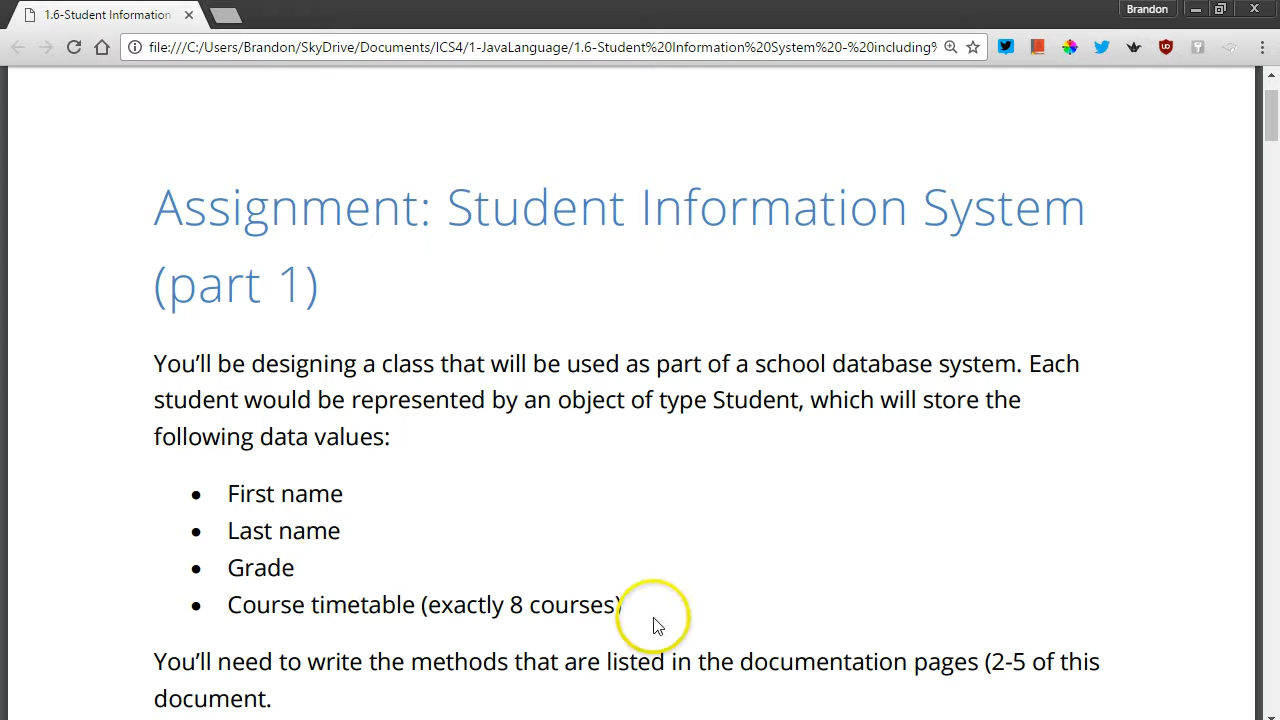 1.6-Student Information
Brandon
file:///C:/Users/Brandon/SkyDrive/Documents/ICS4/1-JavaLanguage/1.6-Student%20Information%20System%20-%20including%
Assignment: Student Information System
(part 1)
You’ll be designing a class that will be used as part of a school database system. Each
student would be represented by an object of type Student, which will store the
following data values:
• First name
• Last name
• Grade
• Course timetable (exactly 8 courses)
You’ll need to write the methods that are listed in the documentation pages (2-5 of this
document.